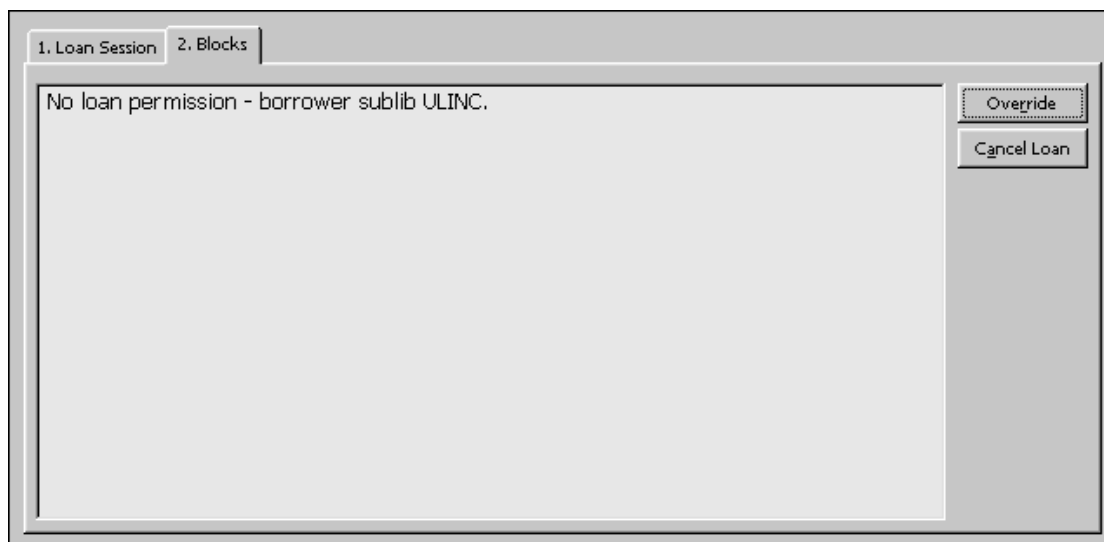 1. Loan Session 2. Blocks
No loan permission - borrower sublib ULINC.
Override
Cancel Loan